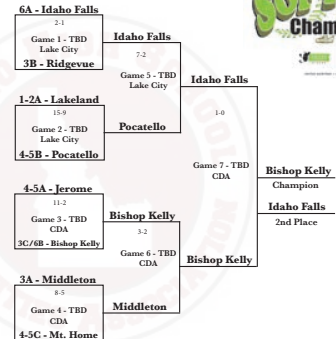 6A - Idaho Falls
2-1
Game 1 - TBD
Lake City
3B - Ridgevue
Idaho Falls
7-2
Game 5 - TBD
Lake City
1-2A - Lakeland
15-9
Game 2 - TBD
Lake City
4-5B - Pocatello
Pocatello
Idaho Falls
1-0
Game 7 - TBD
CDA
4-5A - Jerome
11-2
Game 3 - TBD
CDA
3C/6B - Bishop Kelly
Bishop Kelly
3-2
Game 6 - TBD
CDA
3A - Middleton
8-5
Game 4 - TBD
CDA
4-5C - Mt. Home
Middleton
Bishop Kelly
Bishop Kelly
Champion
Idaho Falls
2nd Place
Cham